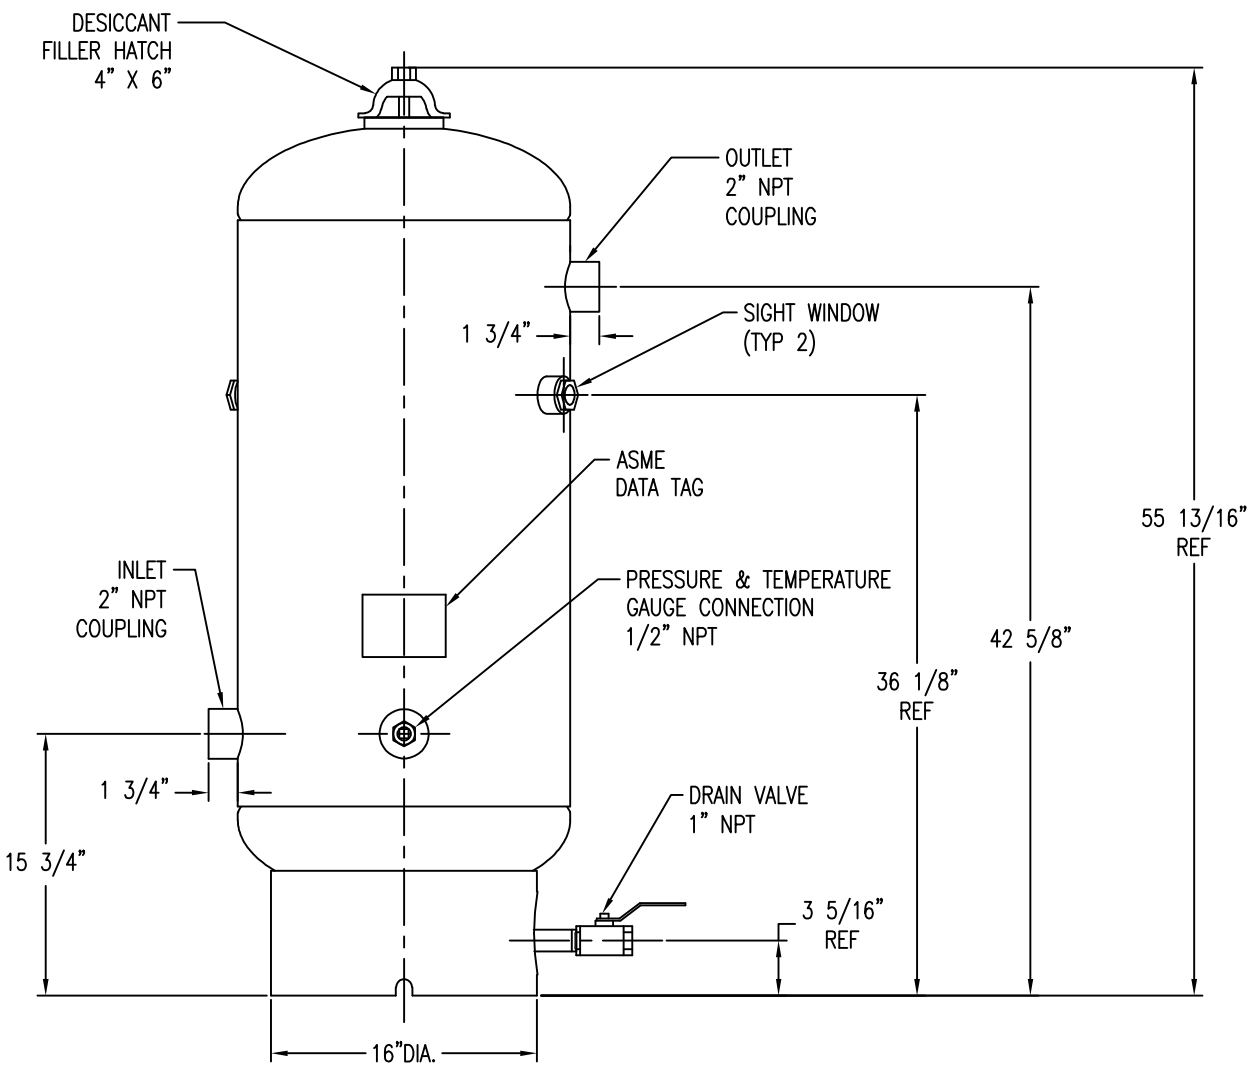 DESICCANT
FILLER HATCH
4” X 6”
OUTLET
2” NPT
COUPLING
1 3/4”
SIGHT WINDOW
(TYP 2)
ASME
DATA TAG
55 13/16”
REF
INLET
2” NPT
COUPLING
PRESSURE & TEMPERATURE
GAUGE CONNECTION
1/2” NPT
42 5/8”
36 1/8”
REF
1 3/4”
DRAIN VALVE
1” NPT
15 3/4”
3 5/16”
REF
16”DIA.